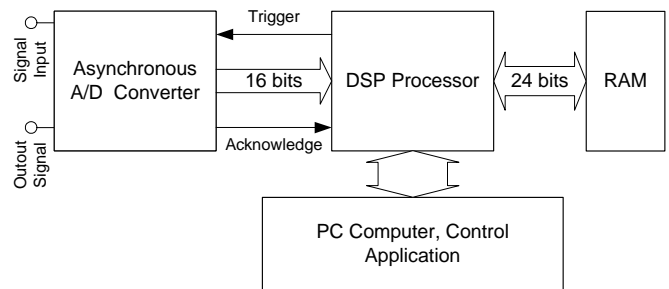 Signal
Input
Outout
Signal
Asynchronous
A/D Converter
Trigger
16 bits
Acknowledge
DSP Processor
24 bits
RAM
PC Computer, Control
Application